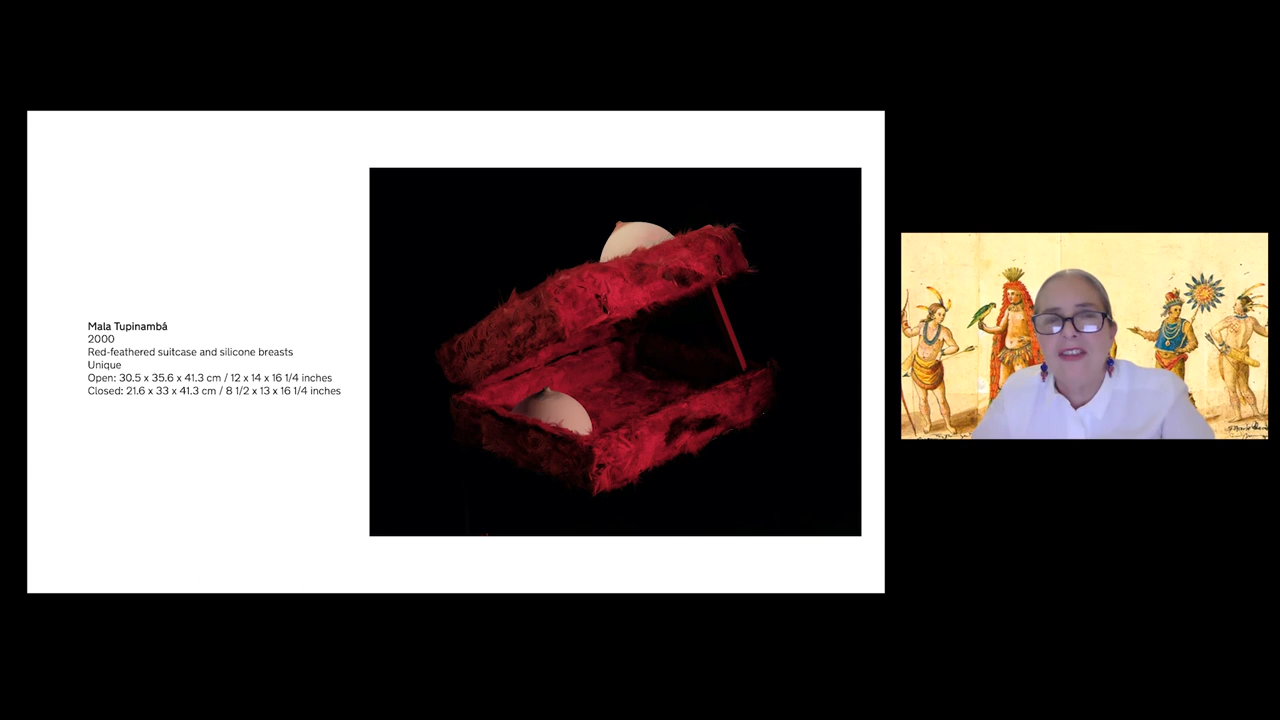 Mala Tupinambá
2000
Red-feathered suitcase and silicone breasts
Unique
Open: 30.5 x 35.6 x 41.3 cm / 12 x 14 x 16 1/4 inches
Closed: 21.6 x 33 x 41.3 cm / 8 1/2 x 13 x 16 1/4 inches